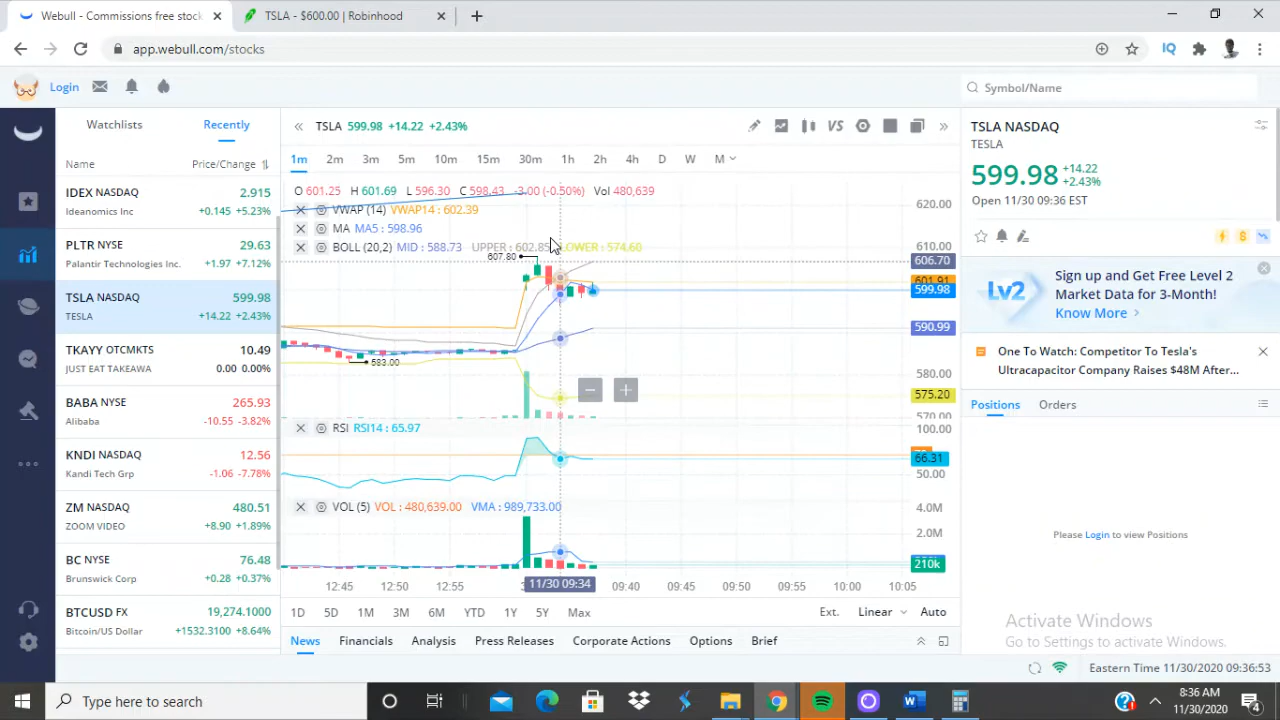 Webull - Commissions free stock
TSLA - $600.00 | Robinhood
app.webull.com/stocks
IQ
Login
Symbol/Name
Watchlists
Recently
Name
Price/Change
IDEX NASDAQ
2.915
Ideanomics Inc
+0.145 +5.23%
PLTR NYSE
29.63
Palantir Technologies Inc.
+1.97 +7.12%
TSLA NASDAQ
599.98
TESLA
+14.22 +2.43%
TKAYY OTCMKTS
10.49
JUST EAT TAKEAWA
0.00 0.00%
BABA NYSE
265.93
Alibaba
-10.55 -3.82%
KNDI NASDAQ
12.56
Kandi Tech Grp
-1.06 -7.78%
ZM NASDAQ
480.51
ZOOM VIDEO
+8.90 +1.89%
BC NYSE
76.48
Brunswick Corp
+0.28 +0.37%
BTCUSD FX
19,274.1000
Bitcoin/US Dollar
+1532.3100 +8.64%
TSLA 599.98 +14.22 +2.43%
VS
1m 2m 3m 5m 10m 15m 30m 1h 2h 4h D W M
O 601.25 H 601.69 L 596.30 C 598.43 -3.00 (-0.50%) Vol 480,639
VWAP (14) VWAP14 : 602.39
MA MA5 : 598.96
BOLL (20,2) MID : 588.73 UPPER : 602.85 LOWER : 574.60
607.80
583.00
620.00
610.00
606.70
601.91
599.98
590.99
580.00
575.20
570.00
RSI RSI14 : 65.97
100.00
66.31
50.00
VOL (5) VOL : 480,639.00 VMA : 989,733.00
4.0M
2.0M
210k
12:45 12:50 12:55 11/30 09:34 09:40 09:45 09:50 09:55 10:00 10:05
1D 5D 1M 3M 6M YTD 1Y 5Y Max
Ext. Linear Auto
News Financials Analysis Press Releases Corporate Actions Options Brief
TSLA NASDAQ
TESLA
599.98
+14.22
+2.43%
Open 11/30 09:36 EST
Lv2
Sign up and Get Free Level 2
Market Data for 3-Month!
Know More
One To Watch: Competitor To Tesla's
Ultracapacitor Company Raises $48M After...
Positions Orders
Please Login to view Positions
Activate Windows
Go to Settings to activate Windows.
Eastern Time 11/30/2020 09:36:53
Type here to search
8:36 AM
11/30/2020
4